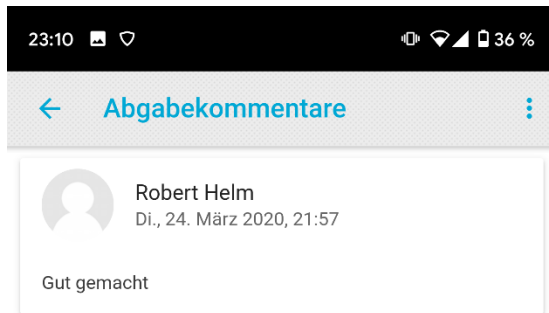 23:10 36 %
Abgabekommentare
Robert Helm
Di., 24. März 2020, 21:57
Gut gemacht